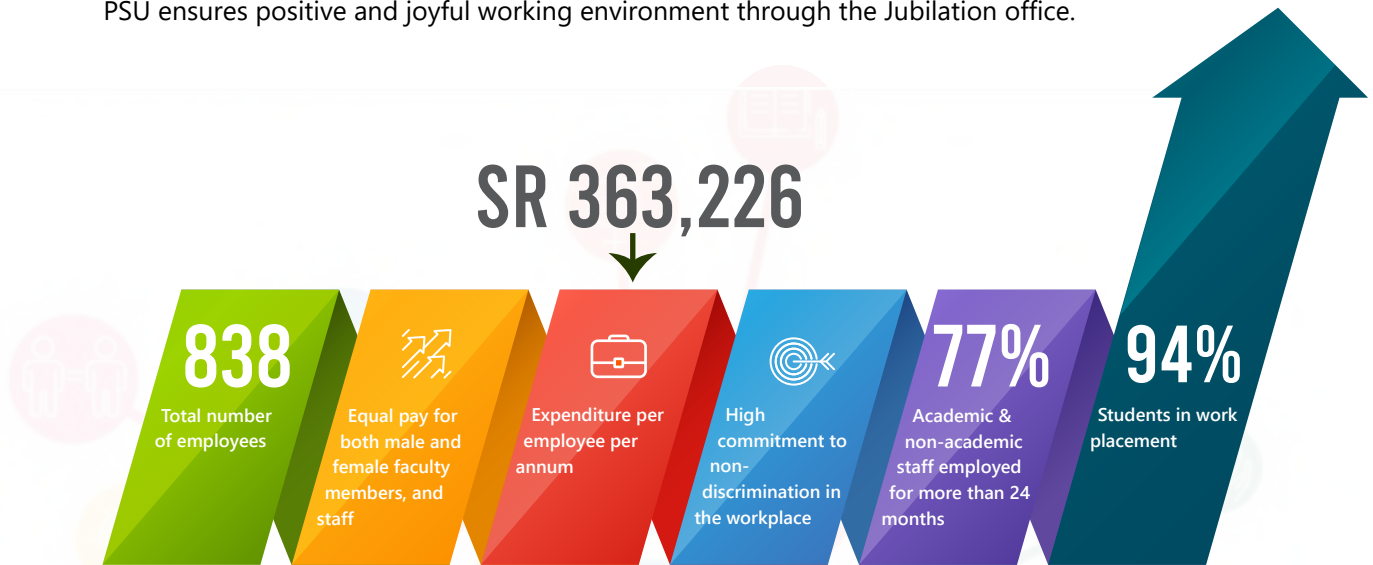 PSU ensures positive and joyful working environment through the Jubilation office.
SR 363,226
838
Total number
of employees
Equal pay for
both male and
female faculty
members, and
staff
Expenditure per
employee per
annum
High
commitment to
non-
discrimination in
the workplace
77%
Academic &
non-academic
staff employed
for more than 24
months
94%
Students in work
placement